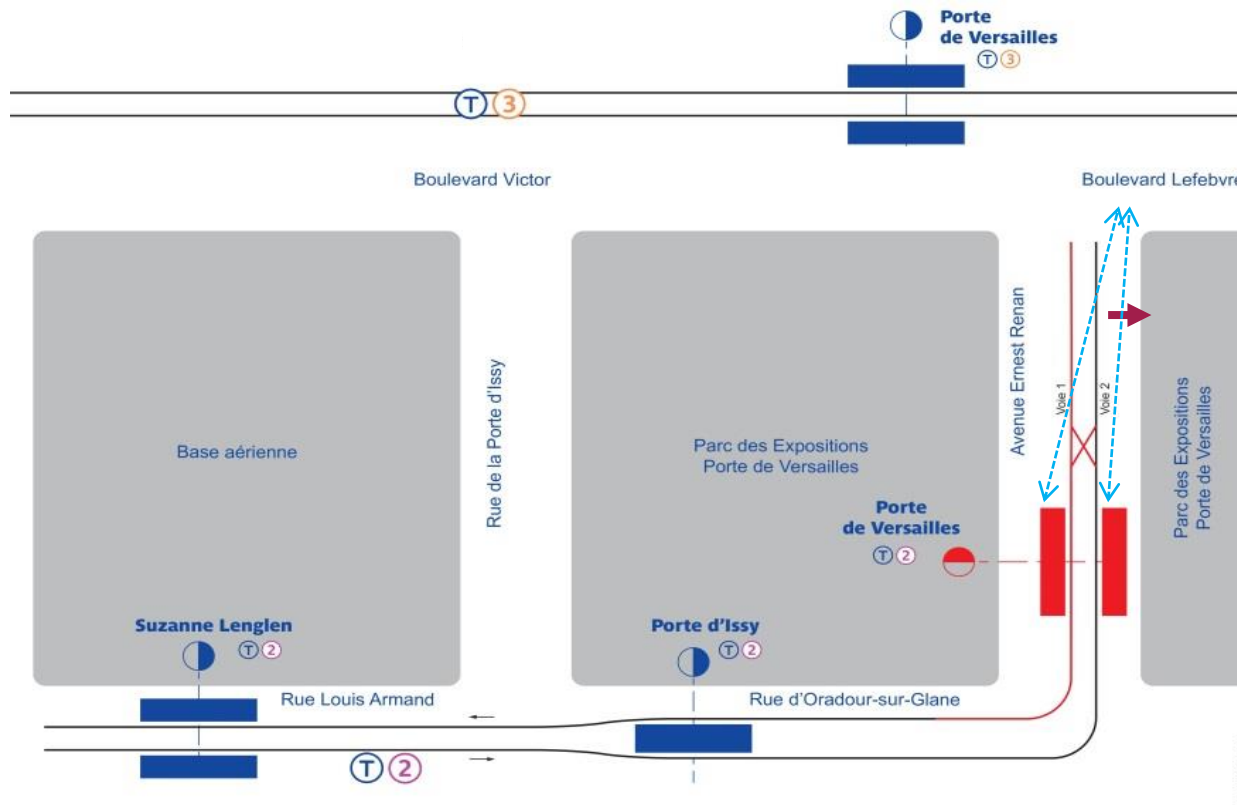 Porte
de Versailles
T 3
T 3
Boulevard Victor
Boulevard Lefebvre
Rue de la Porte d'Issy
Avenue Ernest Renan
Voie 1
Voie 2
Base aérienne
Parc des Expositions
Porte de Versailles
Parc des Expositions
Porte de Versailles
Porte
de Versailles
T 2
Suzanne Lenglen
T 2
Porte d'Issy
T 2
Rue Louis Armand
Rue d'Oradour-sur-Glane
T 2